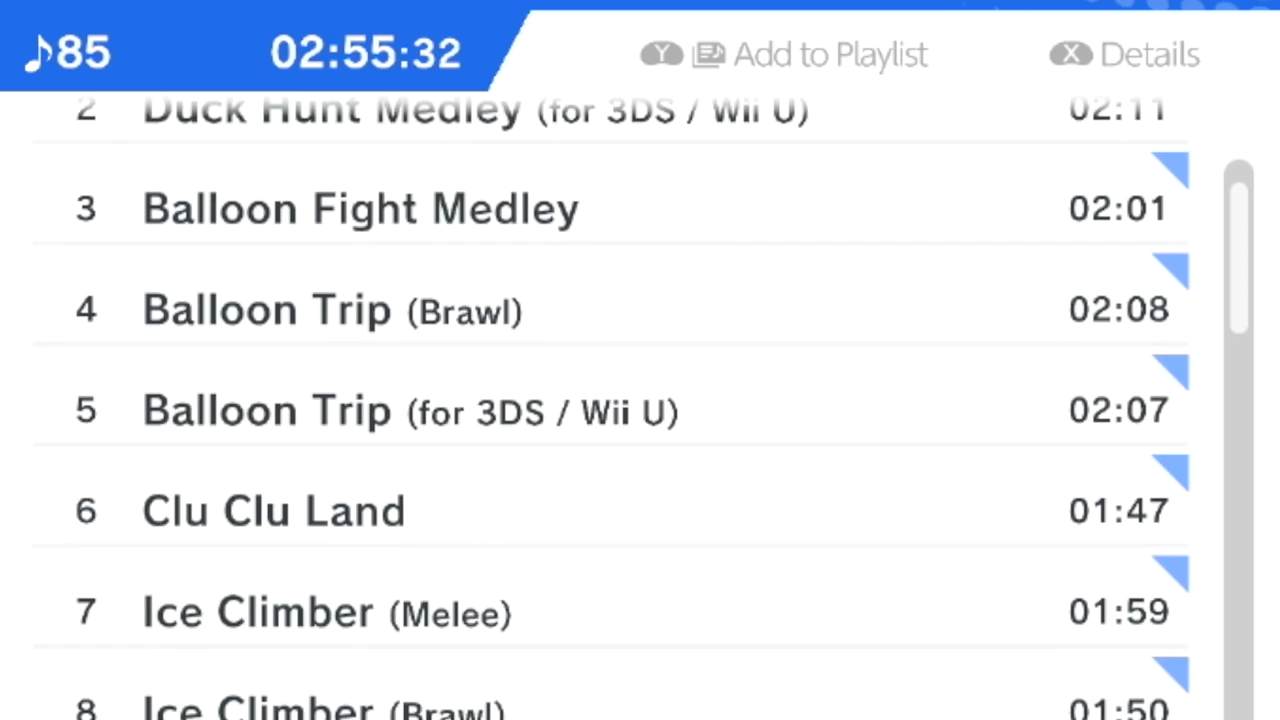 ♪85 02:55:32 Y Add to Playlist X Details
2 Duck Hunt Medley (for 3DS / Wii U) 02:11
3 Balloon Fight Medley 02:01
4 Balloon Trip (Brawl) 02:08
5 Balloon Trip (for 3DS / Wii U) 02:07
6 Clu Clu Land 01:47
7 Ice Climber (Melee) 01:59
8 Ice Climber (Brawl) 01:50